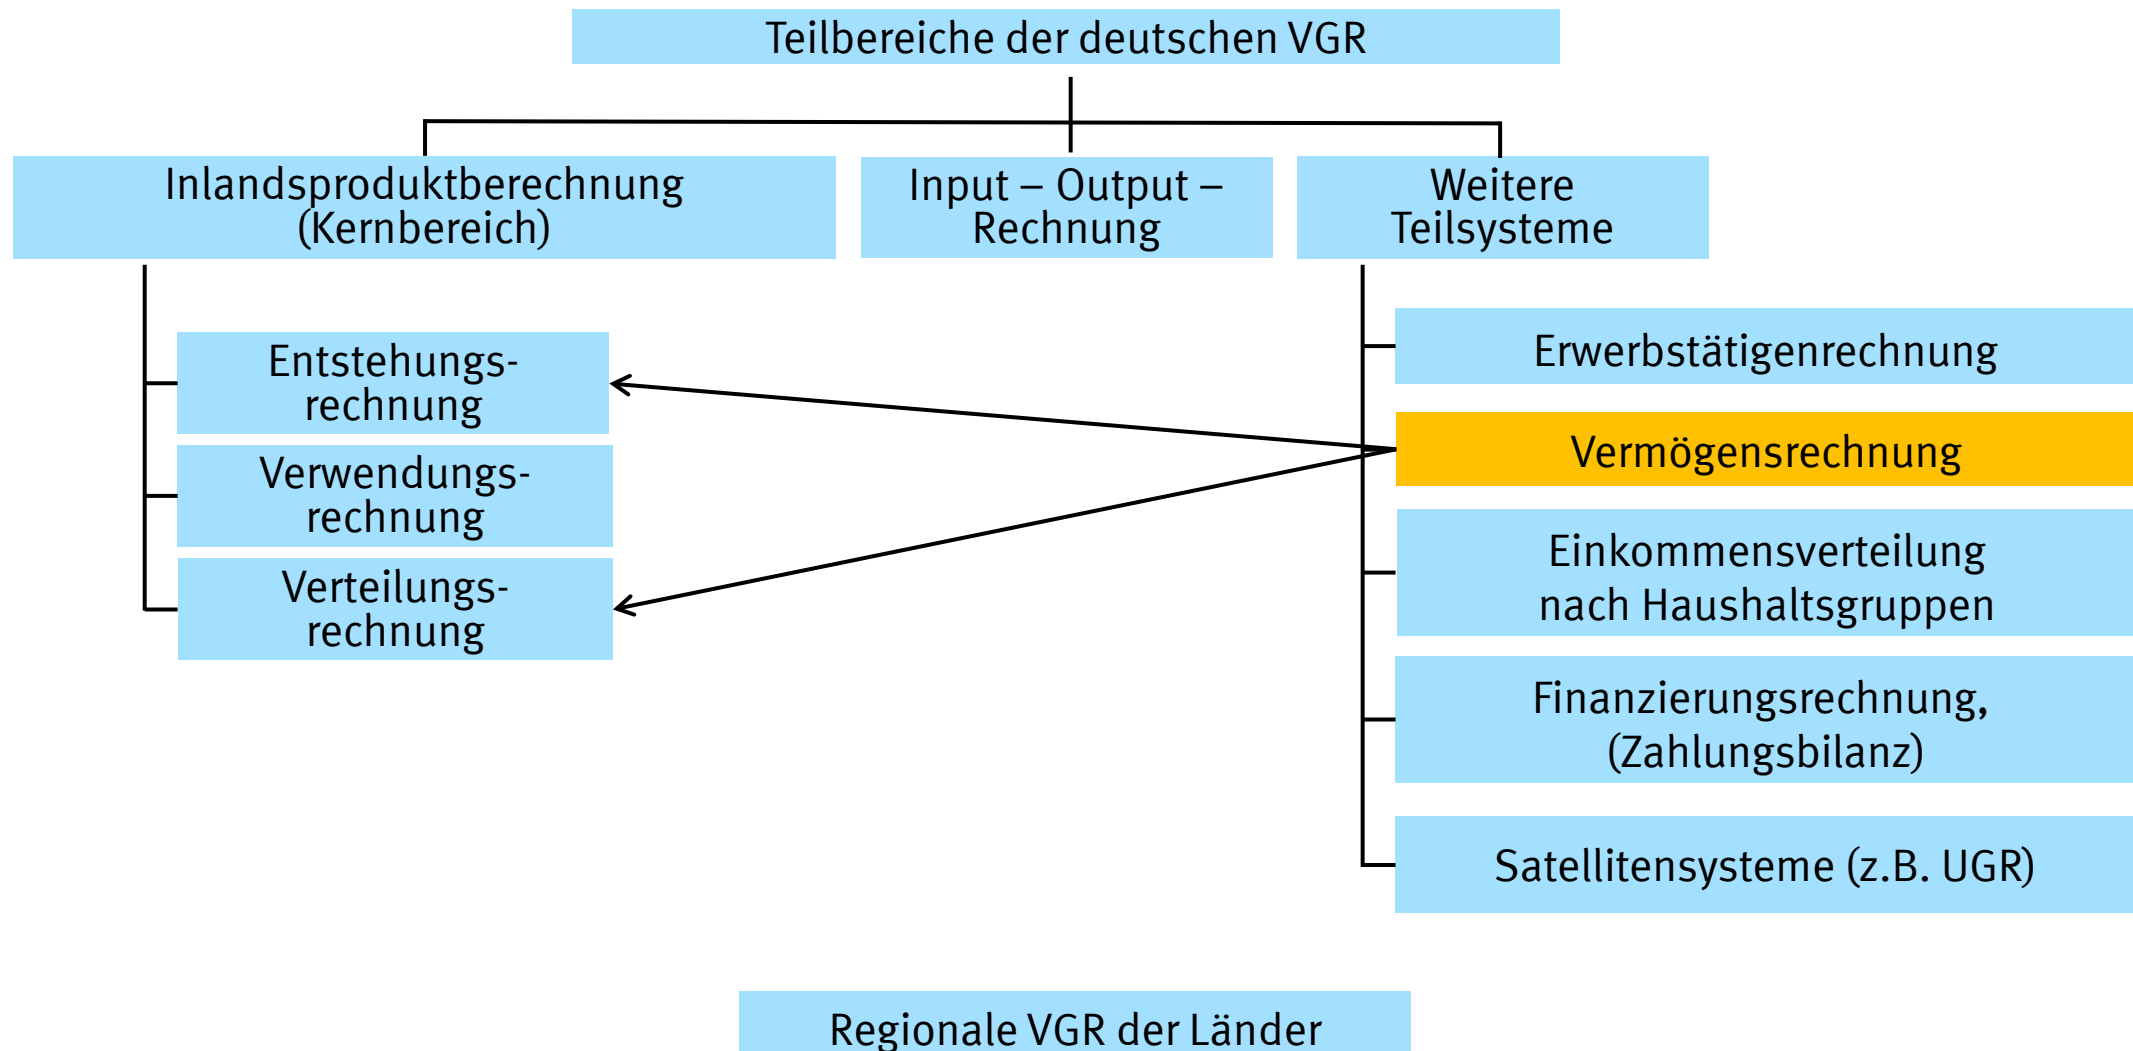 Teilbereiche der deutschen VGR
Inlandsproduktberechnung
(Kernbereich)
Input – Output –
Rechnung
Weitere
Teilsysteme
Entstehungs-
rechnung
Verwendungs-
rechnung
Verteilungs-
rechnung
Erwerbstätigenrechnung
Vermögensrechnung
Einkommensverteilung
nach Haushaltsgruppen
Finanzierungsrechnung,
(Zahlungsbilanz)
Satellitensysteme (z.B. UGR)
Regionale VGR der Länder